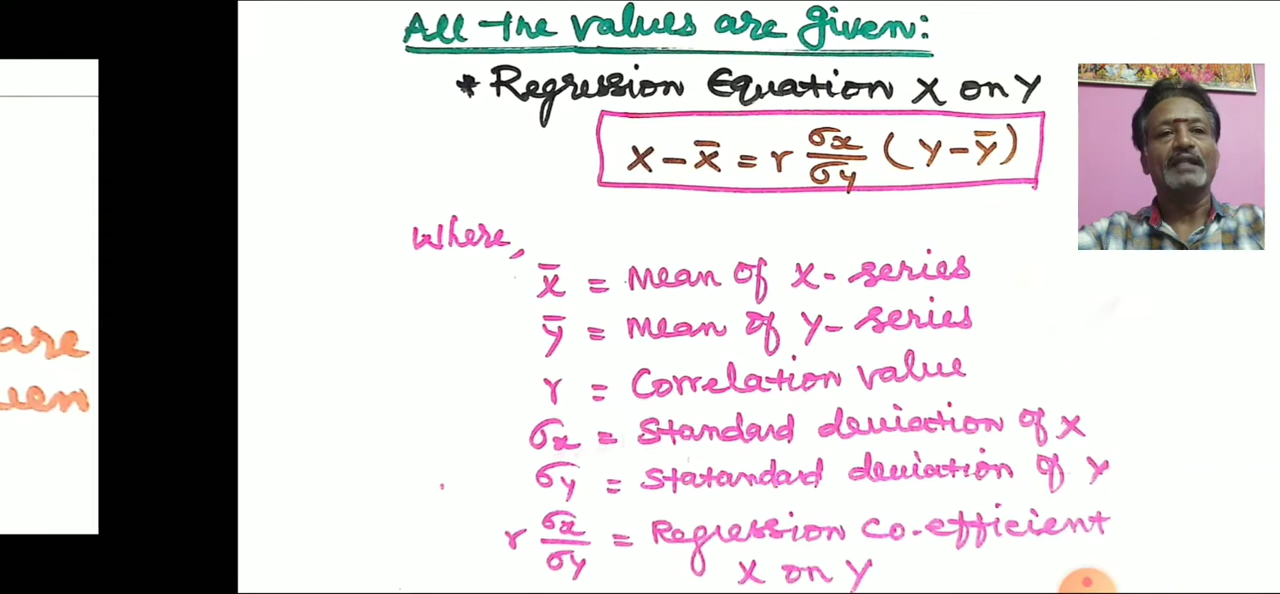 are
uen
All the values are given:
* Regression Equation X on Y
X - x̄ = r σx/σy (Y - ȳ)
Where,
x̄ = Mean of X- series
ȳ = Mean of Y- series
r = Correlation value
σx = Standard deviation of X
σy = Statandard deviation of Y
r σx/σy = Regression co-efficient
X on Y